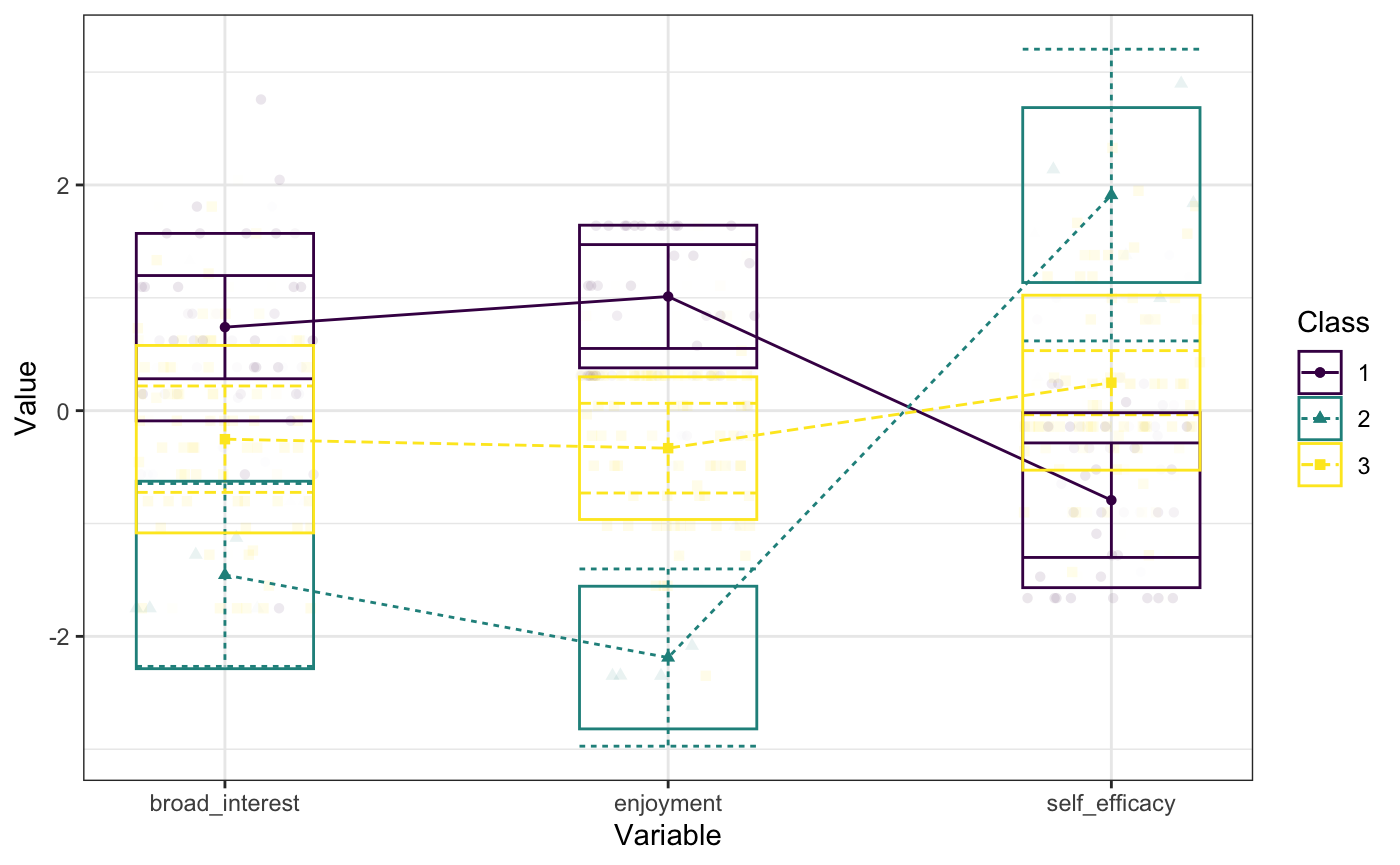 Value
2
0
-2
broad_interest
enjoyment
self_efficacy
Variable
Class
1
2
3